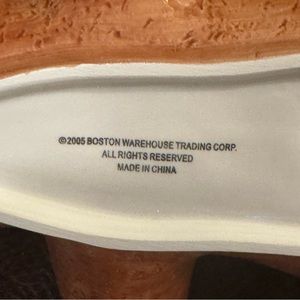 ©2005 BOSTON WAREHOUSE TRADING CORP.
ALL RIGHTS RESERVED
MADE IN CHINA